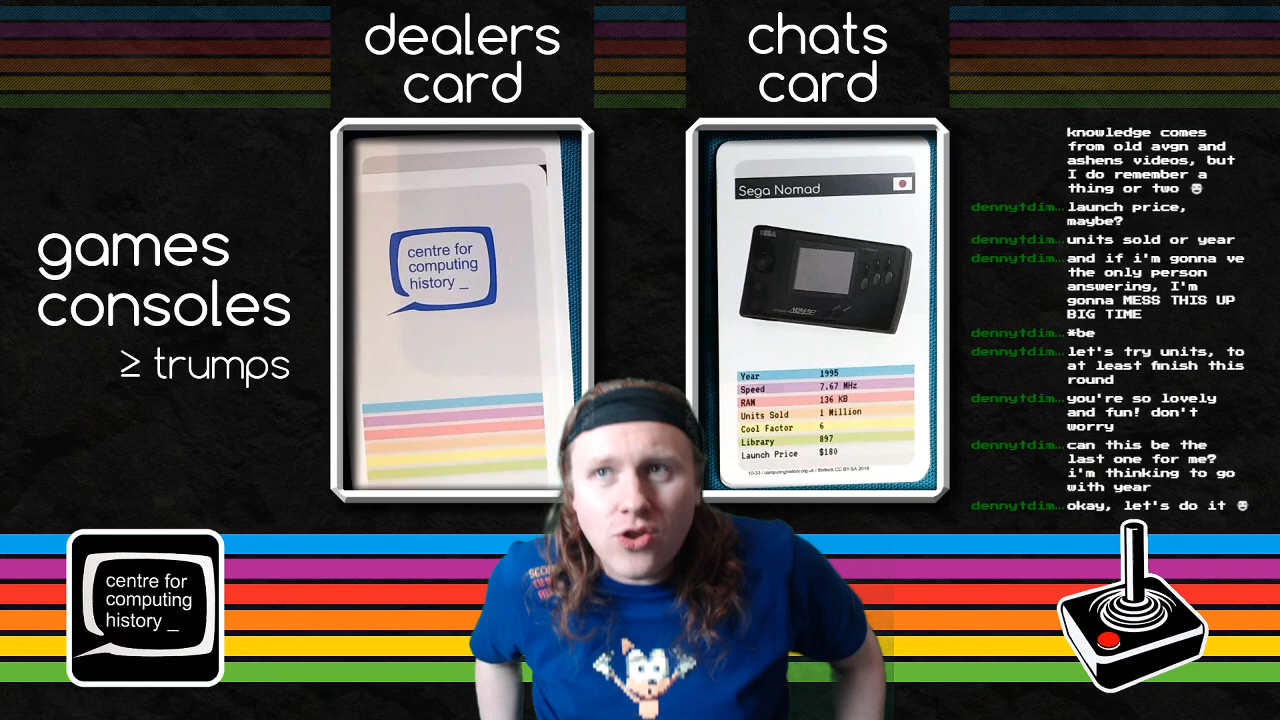 dealers
card
chats
card
games
consoles
≥ trumps
centre for
computing
history _
Sega Nomad
SEGA
NOMAD
Year 1995
Speed 7.67 MHz
RAM 136 KB
Units Sold 1 Million
Cool Factor 6
Library 897
Launch Price $180
knowledge comes
from old avgn and
ashens videos, but
I do remember a
thing or two
dennytdim… launch price,
maybe?
dennytdim… units sold or year
dennytdim… and if i'm gonna ve
the only person
answering, I'm
gonna MESS THIS UP
BIG TIME
dennytdim… *be
dennytdim… let's try units, to
at least finish this
round
dennytdim… you're so lovely
and fun! don't
worry
dennytdim… can this be the
last one for me?
i'm thinking to go
with year
dennytdim… okay, let's do it
centre for
computing
history _